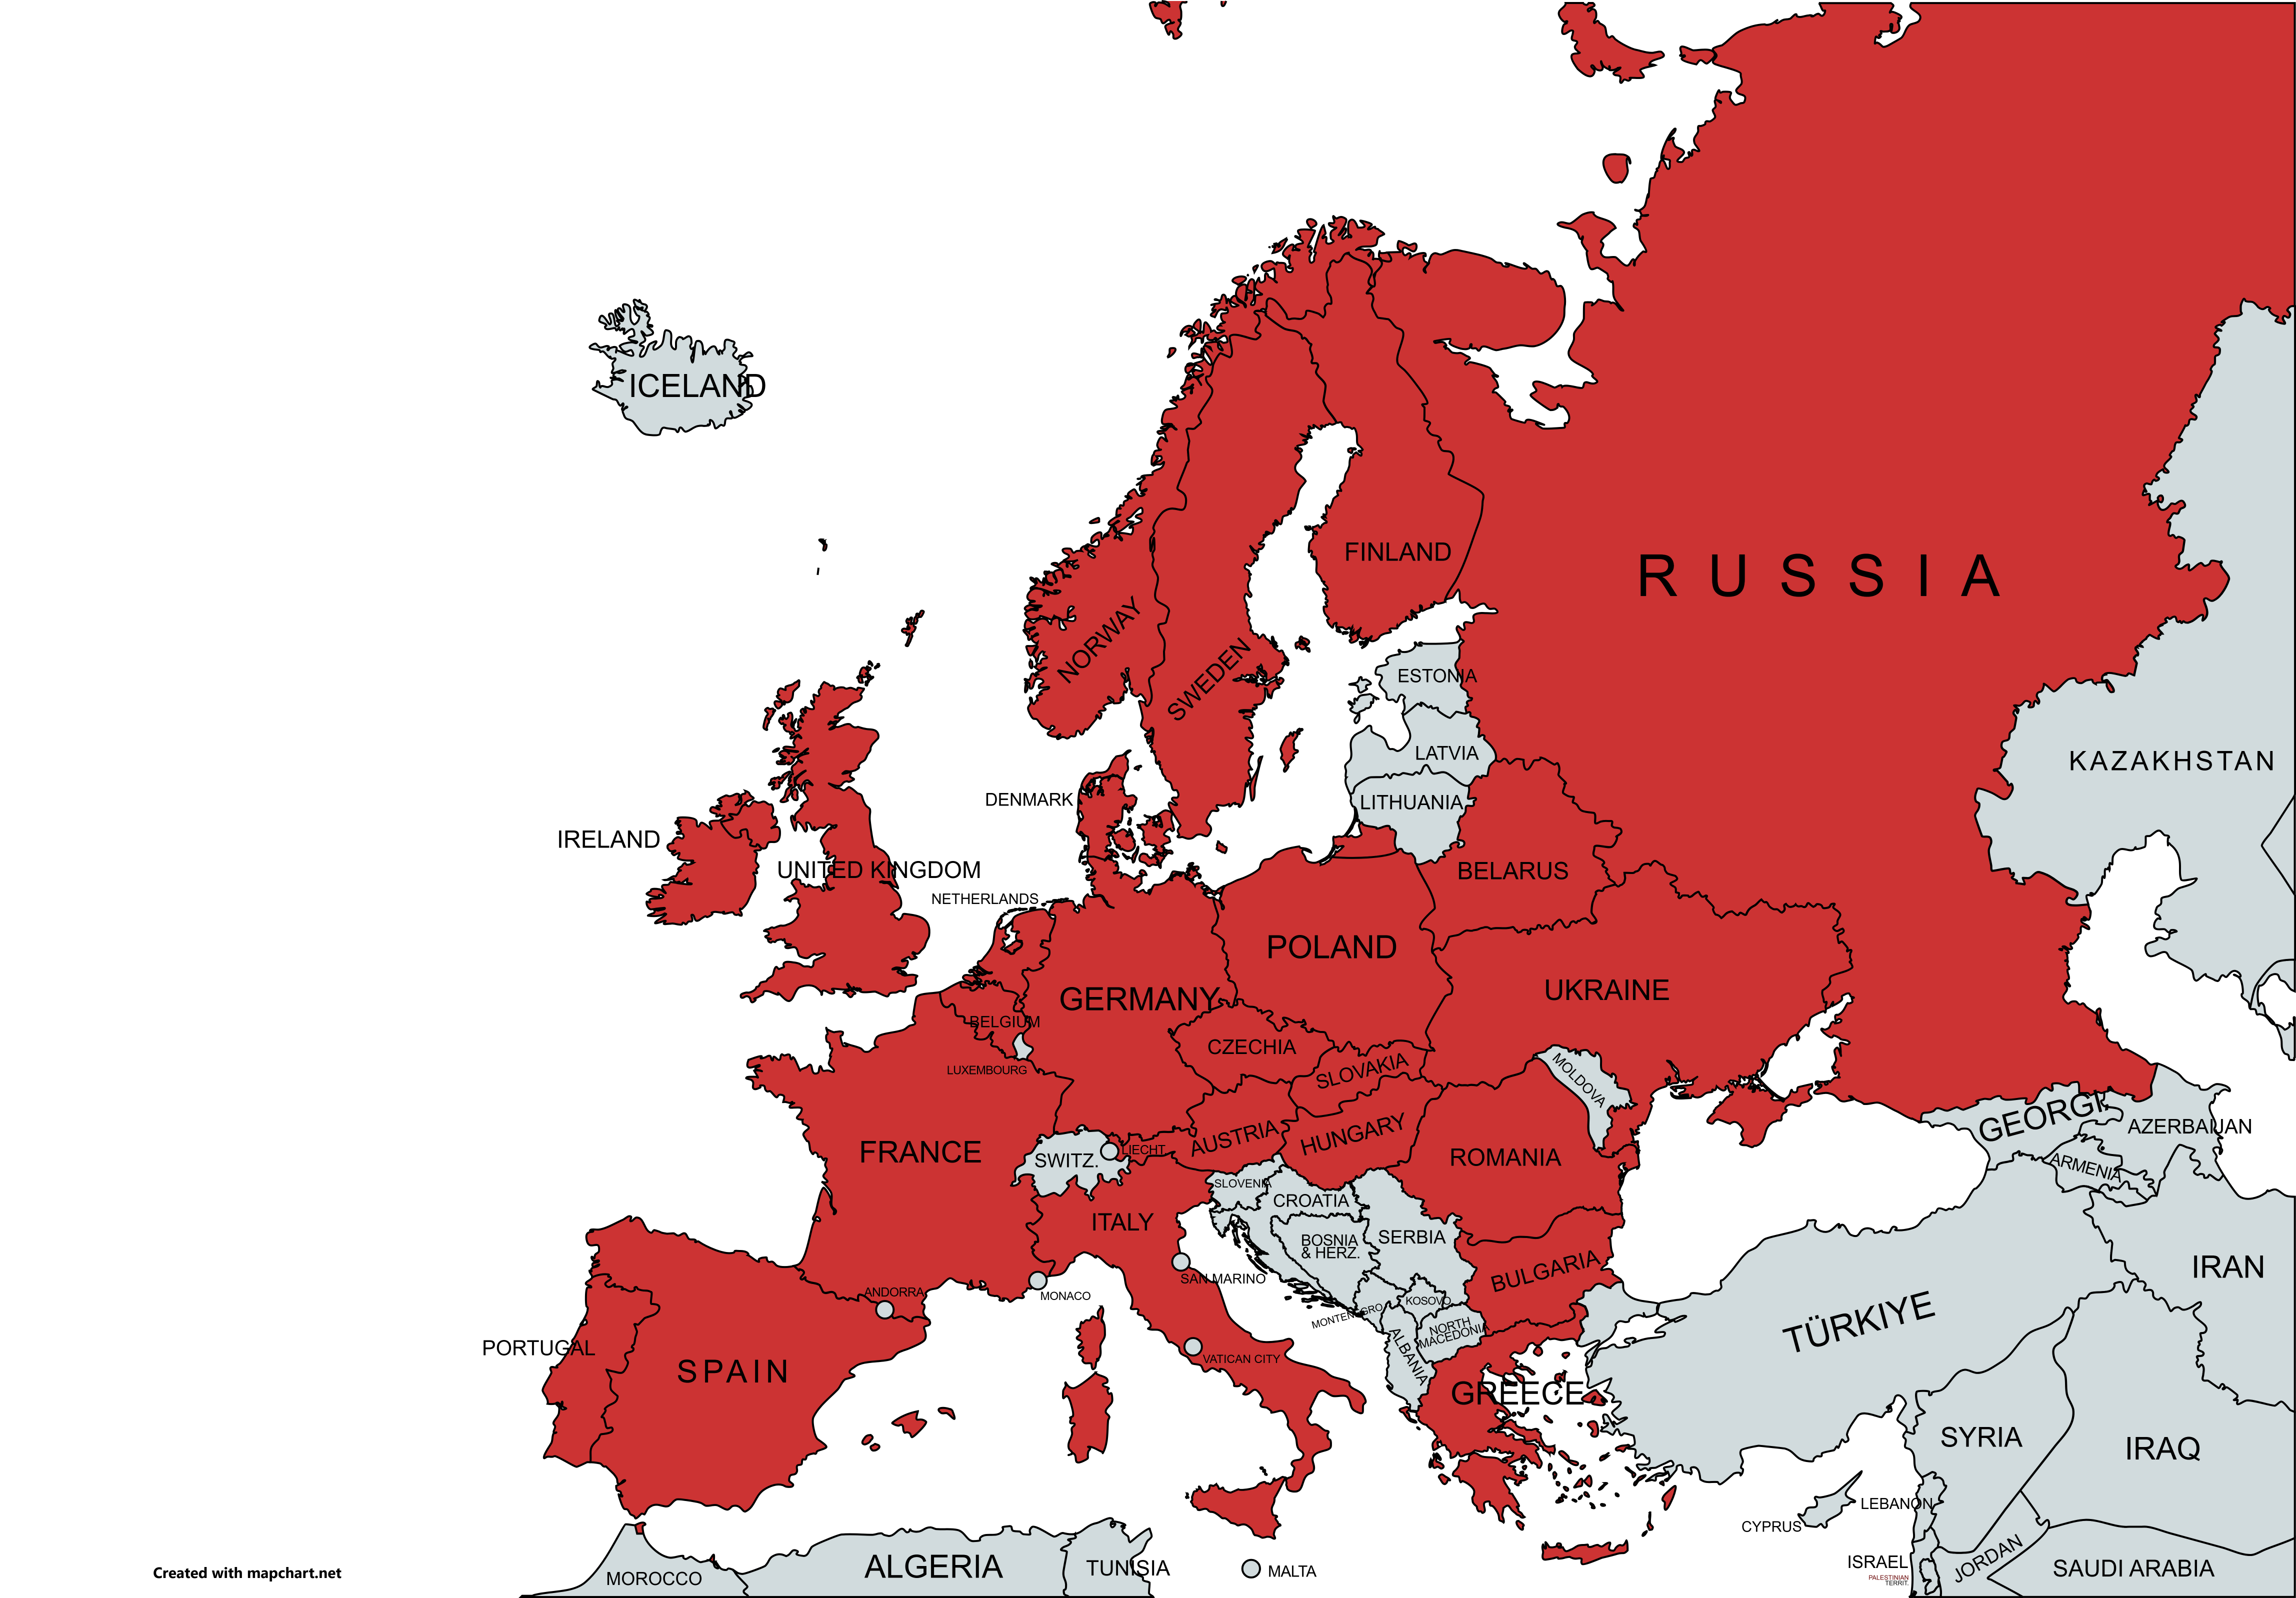 ICELAND
FINLAND
RUSSIA
NORWAY
SWEDEN
ESTONIA
LATVIA
KAZAKHSTAN
DENMARK
LITHUANIA
IRELAND
UNITED KINGDOM
BELARUS
NETHERLANDS
POLAND
UKRAINE
GERMANY
BELGIUM
CZECHIA
LUXEMBOURG
SLOVAKIA
MOLDOVA
GEORGI
AZERBAIJAN
FRANCE
AUSTRIA
HUNGARY
LIECHT.
SWITZ.
ROMANIA
ARMENIA
SLOVENIA
CROATIA
ITALY
BOSNIA
& HERZ.
SERBIA
IRAN
SAN MARINO
BULGARIA
ANDORRA
MONACO
KOSOVO
MONTENEGRO
TÜRKIYE
NORTH
MACEDONIA
PORTUGAL
VATICAN CITY
ALBANIA
SPAIN
GREECE
SYRIA
IRAQ
LEBANON
CYPRUS
ISRAEL
PALESTINIAN
TERRIT.
JORDAN
SAUDI ARABIA
ALGERIA
TUNISIA
MALTA
MOROCCO
Created with mapchart.net